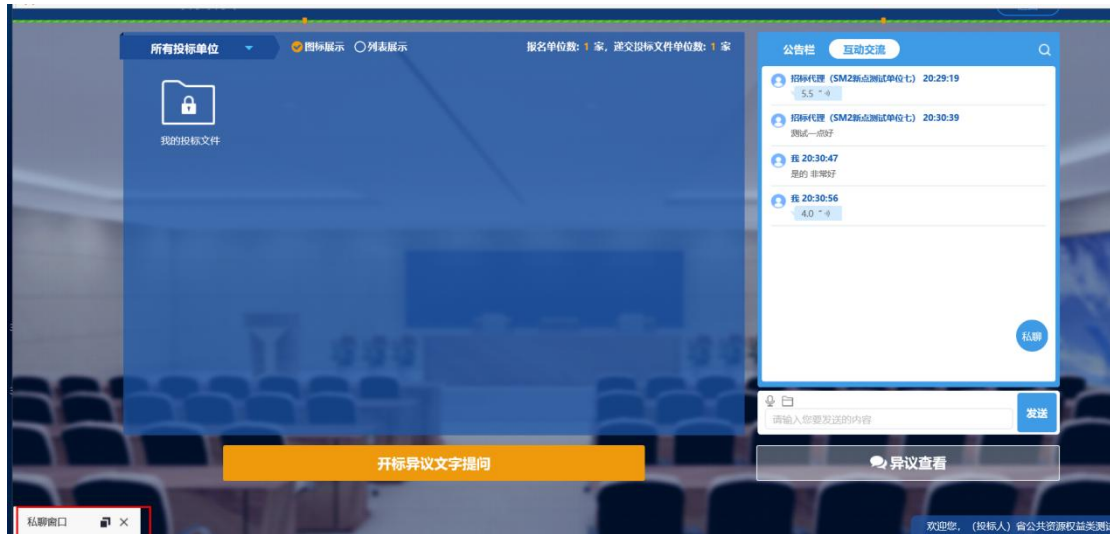 所有投标单位
图标展示 列表展示
报名单位数: 1 家, 递交投标文件单位数: 1 家
我的投标文件
公告栏 互动交流
招标代理 (SM2新点测试单位七) 20:29:19
5.5 "
招标代理 (SM2新点测试单位七) 20:30:39
测试一点好
我 20:30:47
是的 非常好
我 20:30:56
4.0 "
私聊
请输入您要发送的内容
发送
开标异议文字提问
异议查看
私聊窗口
欢迎您, (投标人) 省公共资源权益类测